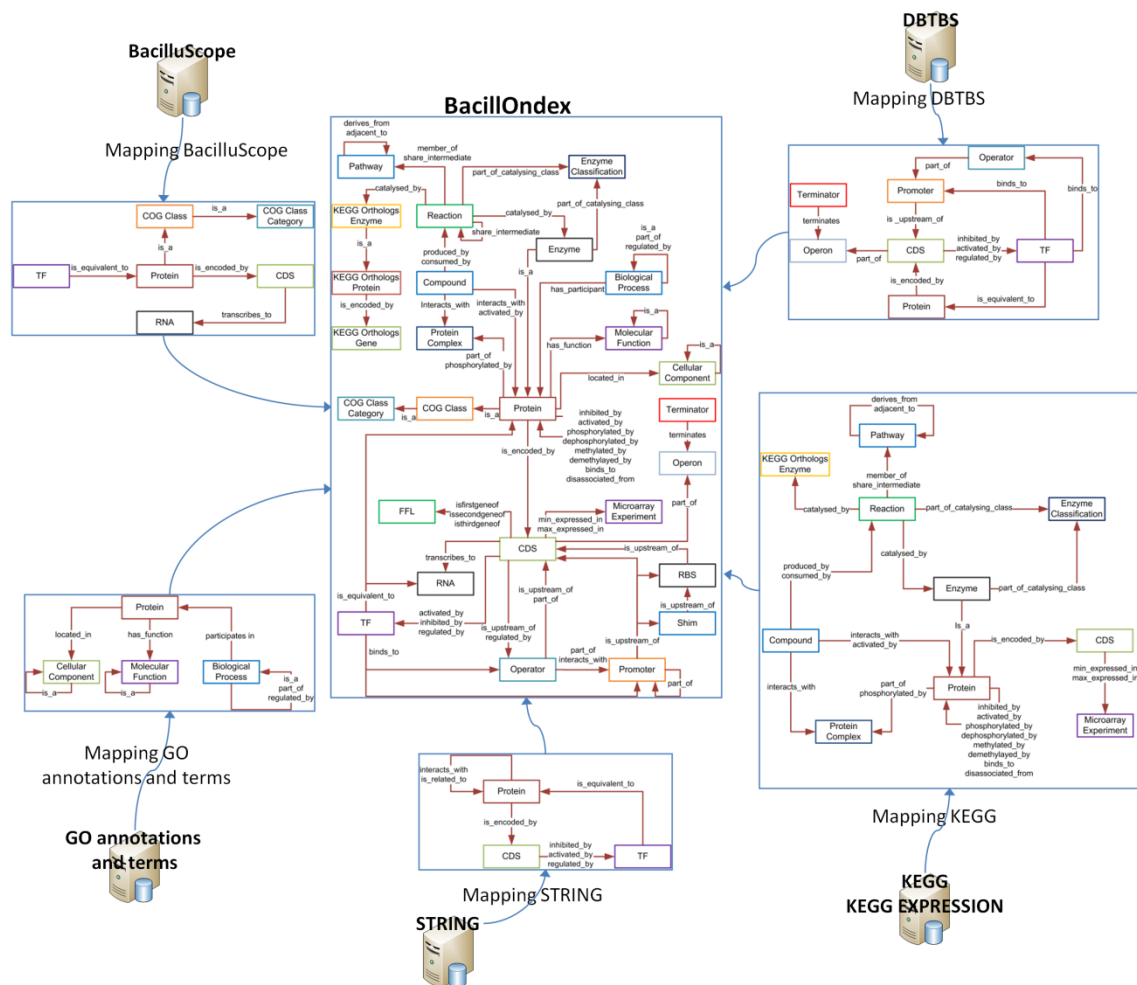 BacilluScope
Mapping BacilluScope
COG Class
is_a
COG Class
Category
is_a
TF
is_equivalent_to
Protein
is_encoded_by
CDS
transcribes_to
RNA
DBTBS
Mapping DBTBS
Operator
part_of
Terminator
Promoter
binds_to
binds_to
terminates
is_upstream_of
Operon
part_of
CDS
inhibited_by
activated_by
regulated_by
TF
is_encoded_by
is_equivalent_to
Protein
BacillOndex
derives_from
adjacent_to
Pathway
member_of
share_intermediate
part_of_catalysing_class
Enzyme
Classification
catalysed_by
part_of_catalysing_class
KEGG Orthologs
Enzyme
Reaction
catalysed_by
share_intermediate
Enzyme
is_a
produced_by
consumed_by
is_a
is_a
part_of
regulated_by
KEGG Orthologs
Protein
Compound
Biological
Process
has_participant
is_encoded_by
Interacts_with
interacts_with
activated_by
KEGG Orthologs
Gene
Protein
Complex
is_a
Molecular
Function
has_function
part_of
phosphorylated_by
is_a
Cellular
Component
located_in
COG Class
Category
is_a
COG Class
is_a
Protein
Terminator
inhibited_by
activated_by
phosphorylated_by
dephosphorylated_by
methylated_by
demethylayed_by
binds_to
disassociated_from
terminates
is_encoded_by
Operon
part_of
FFL
isfirstgeneof
issecondgeneof
isthirdgeneof
Microarray
Experiment
min_expressed_in
max_expressed_in
CDS
is_upstream_of
transcribes_to
RNA
RBS
is_equivalent_to
is_upstream_of
part_of
is_upstream_of
TF
activated_by
inhibited_by
regulated_by
is_upstream_of
regulated_by
Shim
is_upstream_of
binds_to
part_of
interacts_with
Operator
Promoter
part_of
Protein
located_in
has_function
participates in
Cellular
Component
Molecular
Function
Biological
Process
is_a
is_a
is_a
part_of
regulated_by
Mapping GO
annotations and terms
GO annotations
and terms
interacts_with
is_related_to
Protein
is_equivalent_to
is_encoded_by
CDS
inhibited_by
activated_by
regulated_by
TF
Mapping STRING
STRING
derives_from
adjacent_to
Pathway
KEGG Orthologs
Enzyme
member_of
share_intermediate
catalysed_by
Reaction
part_of_catalysing_class
Enzyme
Classification
catalysed_by
produced_by
consumed_by
Enzyme
part_of_catalysing_class
Is_a
Compound
interacts_with
activated_by
is_encoded_by
CDS
min_expressed_in
max_expressed_in
interacts_with
part_of
phosphorylated_by
Protein
inhibited_by
activated_by
phosphorylated_by
dephosphorylated_by
methylated_by
demethylayed_by
binds_to
disassociated_from
Protein
Complex
Microarray
Experiment
Mapping KEGG
KEGG
KEGG EXPRESSION